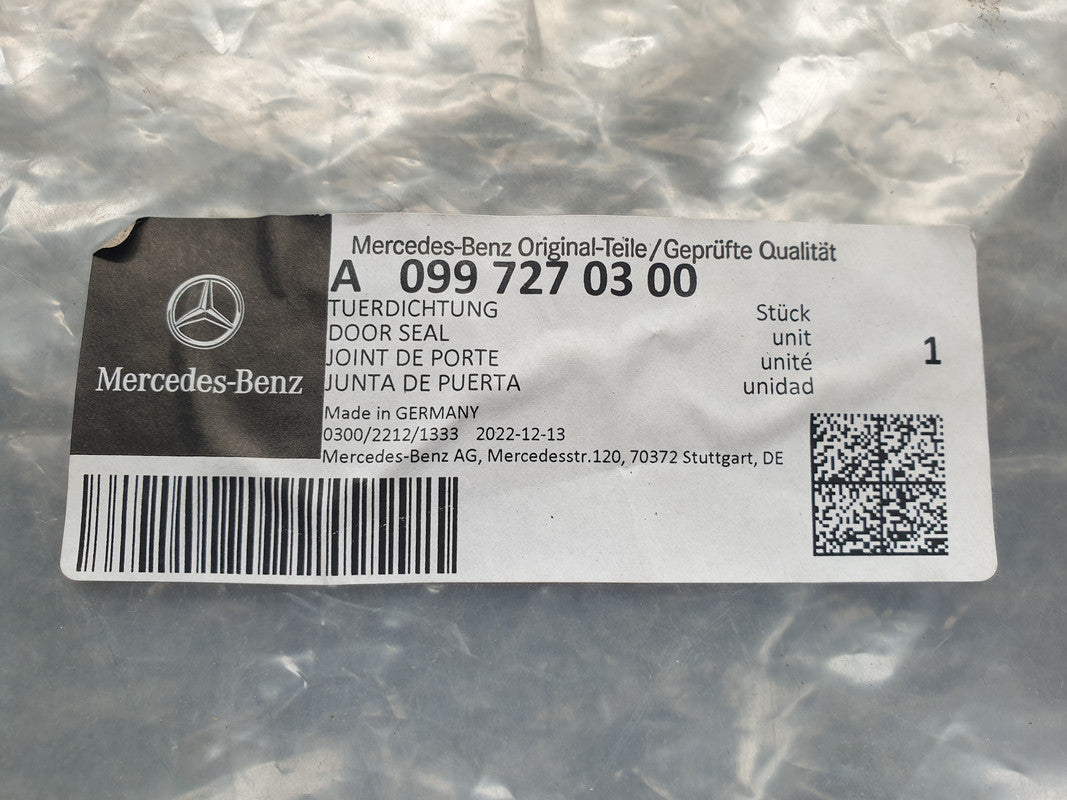 Mercedes-Benz
Mercedes-Benz Original-Teile/Geprüfte Qualität
A 099 727 03 00
TUERDICHTUNG
DOOR SEAL
JOINT DE PORTE
JUNTA DE PUERTA
Stück
unit
unité
unidad
1
Made in GERMANY
0300/2212/1333 2022-12-13
Mercedes-Benz AG, Mercedesstr.120, 70372 Stuttgart, DE